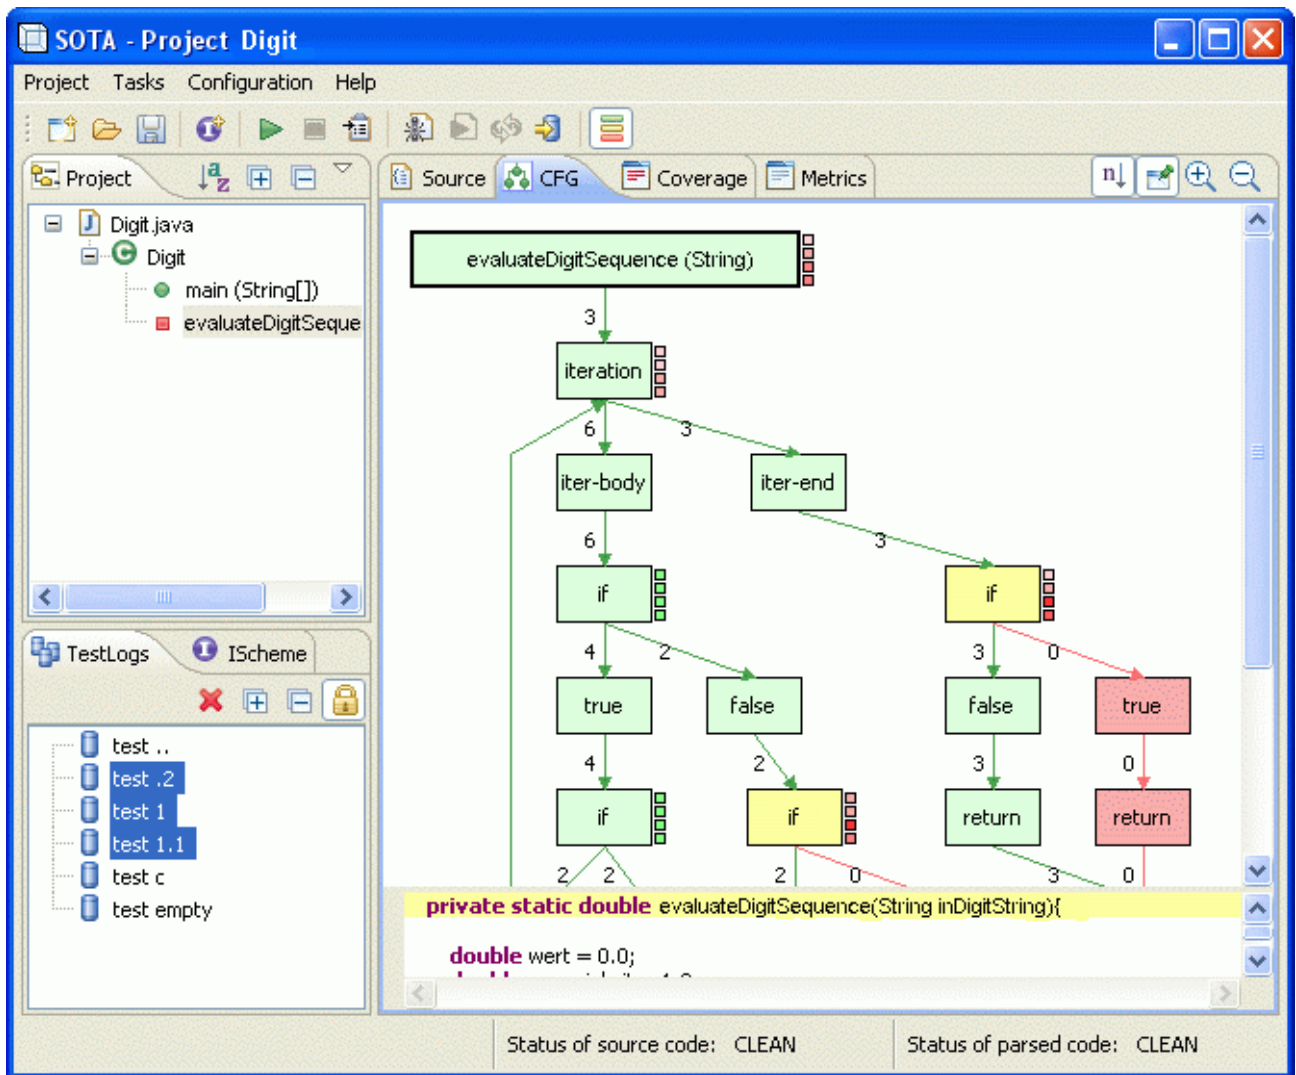 SOTA - Project Digit
Project Tasks Configuration Help
Project
Source CFG Coverage Metrics
Digit.java
Digit
main (String[])
evaluateDigitSeque
evaluateDigitSequence (String)
3
iteration
6 3
iter-body iter-end
6 3
if if
4 2 3 0
true false false true
4 2 3 0
if if return return
2 2 2 0 3 0
TestLogs IScheme
test ..
test .2
test 1
test 1.1
test c
test empty
private static double evaluateDigitSequence(String inDigitString){
double wert = 0.0;
Status of source code: CLEAN Status of parsed code: CLEAN